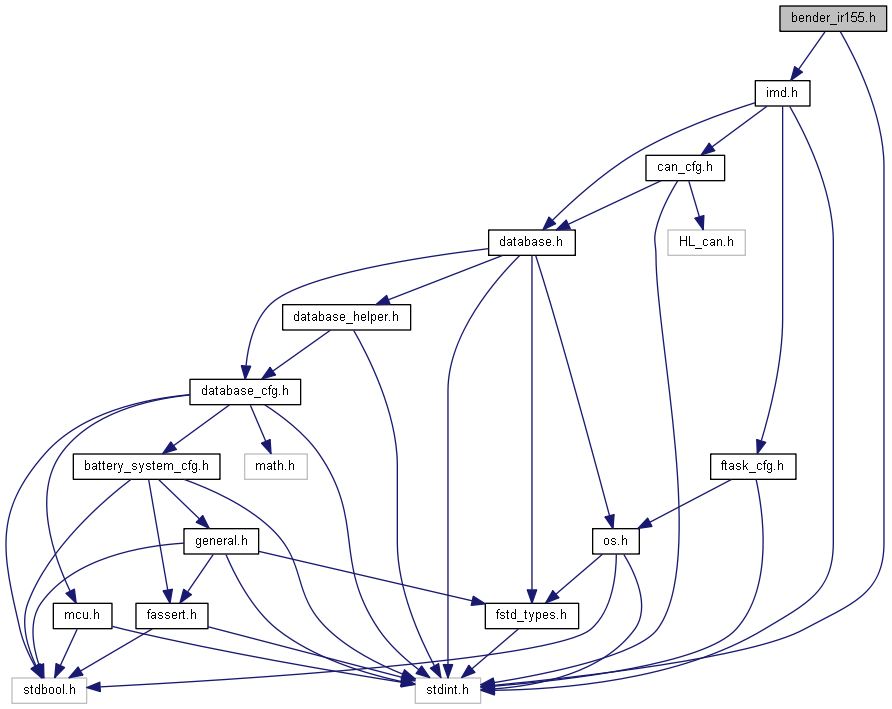 bender_ir155.h
imd.h
can_cfg.h
database.h
HL_can.h
database_helper.h
database_cfg.h
battery_system_cfg.h
math.h
ftask_cfg.h
general.h
os.h
mcu.h
fassert.h
fstd_types.h
stdbool.h
stdint.h